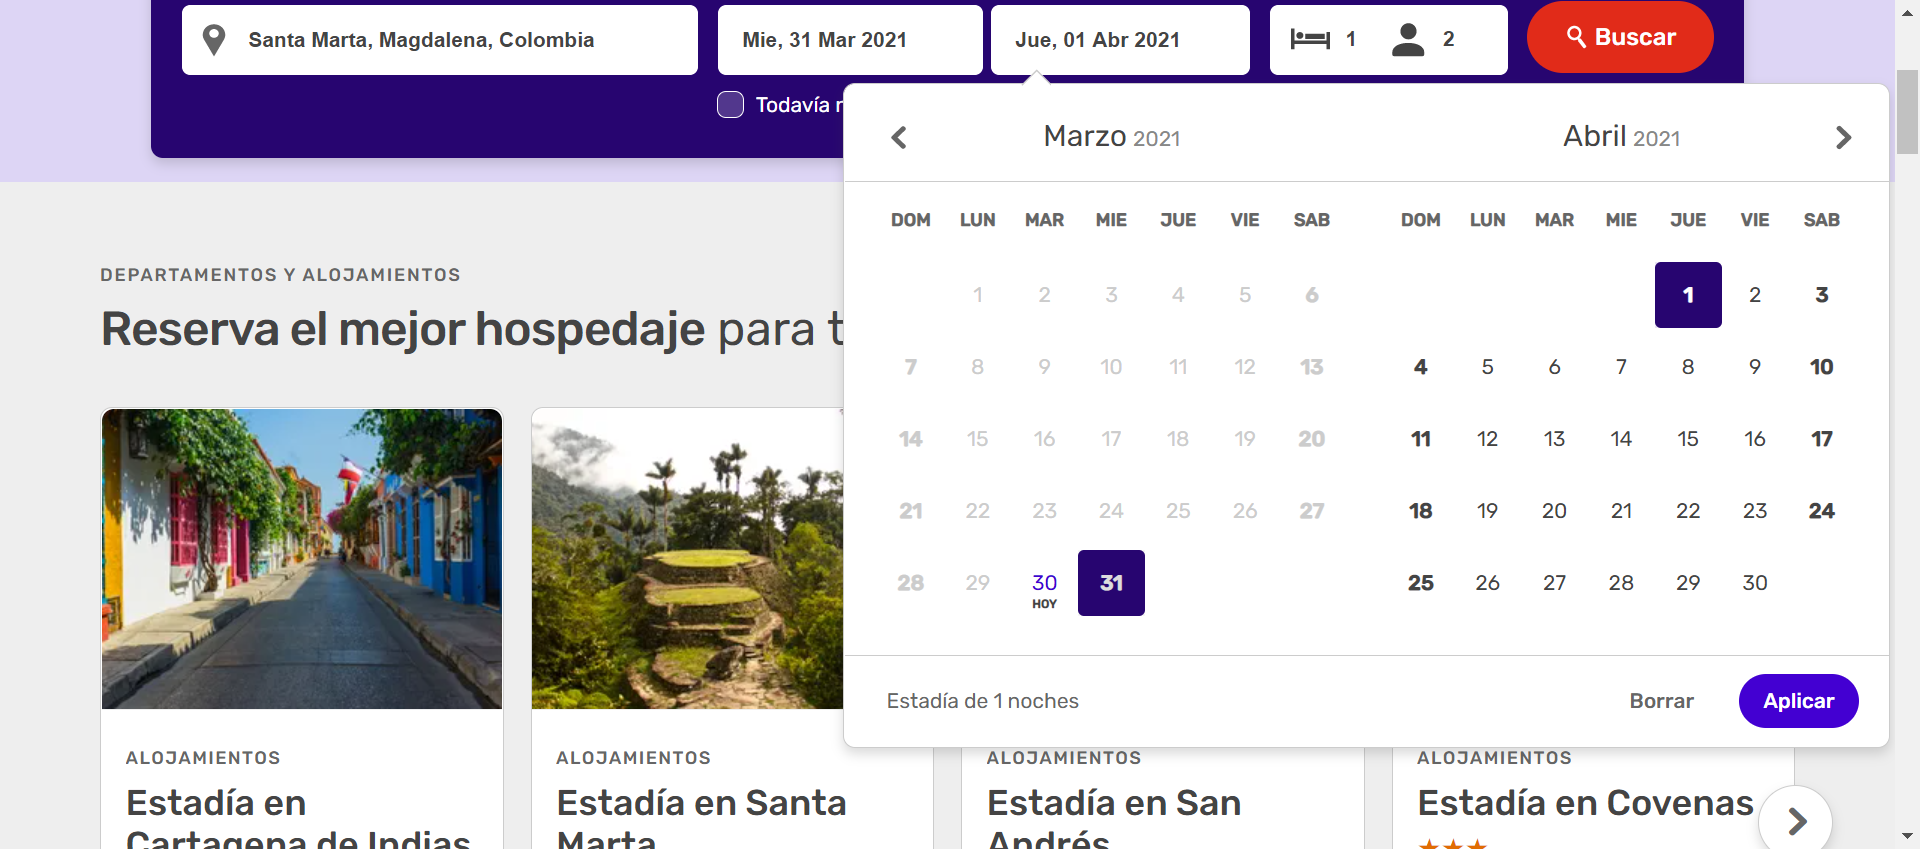 Santa Marta, Magdalena, Colombia
Mie, 31 Mar 2021
Jue, 01 Abr 2021
1 2
Buscar
Todavía
Marzo 2021
Abril 2021
DOM LUN MAR MIE JUE VIE SAB
1 2 3 4 5 6
7 8 9 10 11 12 13
14 15 16 17 18 19 20
21 22 23 24 25 26 27
28 29 30 31
HOY
DOM LUN MAR MIE JUE VIE SAB
1 2 3
4 5 6 7 8 9 10
11 12 13 14 15 16 17
18 19 20 21 22 23 24
25 26 27 28 29 30
Estadía de 1 noches
Borrar
Aplicar
DEPARTAMENTOS Y ALOJAMIENTOS
Reserva el mejor hospedaje para
ALOJAMIENTOS
Estadía en
Cartagena de Indias
ALOJAMIENTOS
Estadía en Santa
Marta
ALOJAMIENTOS
Estadía en San
Andrés
ALOJAMIENTOS
Estadía en Covenas